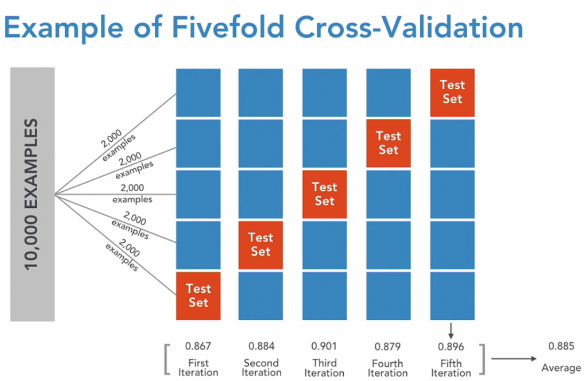 Example of Fivefold Cross-Validation
10,000 EXAMPLES
2,000
examples
2,000
examples
2,000
examples
2,000
examples
2,000
examples
Test
Set
Test
Set
Test
Set
Test
Set
Test
Set
0.867
First
Iteration
0.884
Second
Iteration
0.901
Third
Iteration
0.879
Fourth
Iteration
0.896
Fifth
Iteration
0.885
Average